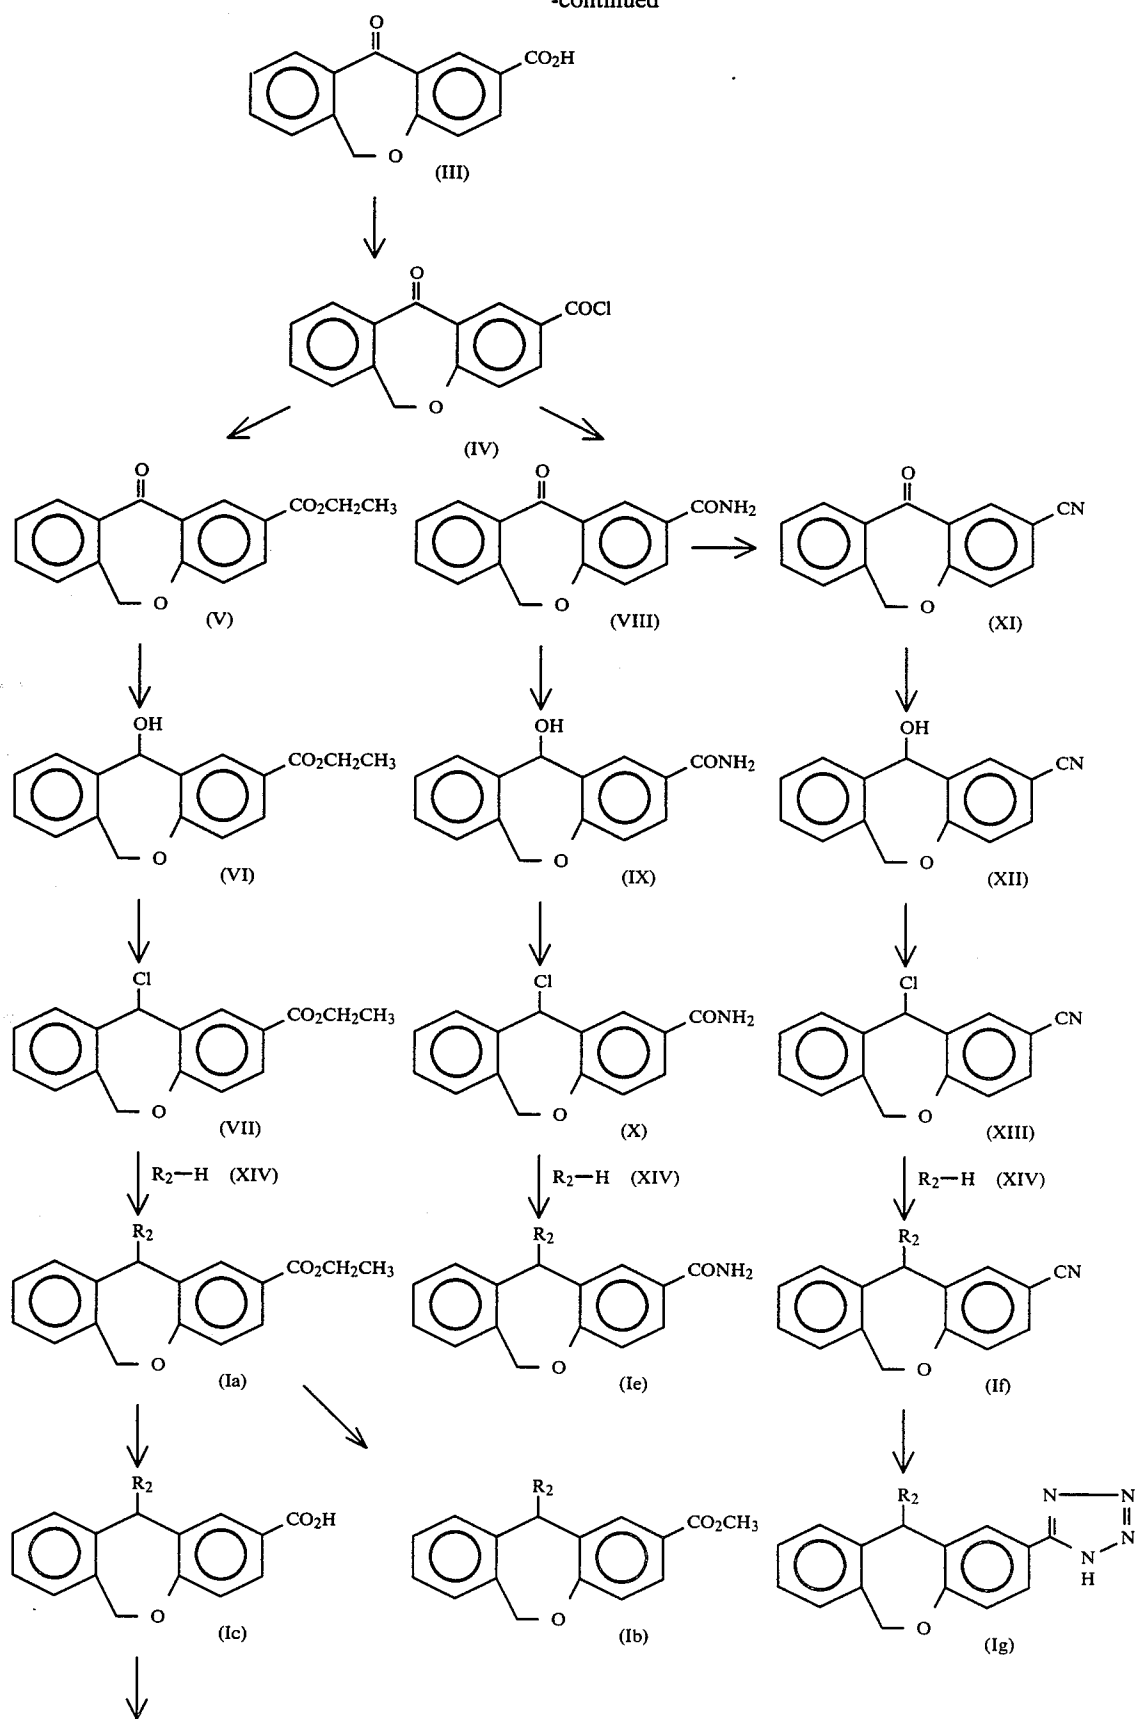 -continued
O
CO2H
O
(III)
O
COCl
O
(IV)
O
CO2CH2CH3
O
(V)
O
CONH2
O
(VIII)
O
CN
O
(XI)
OH
CO2CH2CH3
O
(VI)
OH
CONH2
O
(IX)
OH
CN
O
(XII)
Cl
CO2CH2CH3
O
(VII)
Cl
CONH2
O
(X)
Cl
CN
O
(XIII)
R2—H (XIV)
R2—H (XIV)
R2—H (XIV)
R2
CO2CH2CH3
O
(Ia)
R2
CONH2
O
(Ie)
R2
CN
O
(If)
R2
CO2H
O
(Ic)
R2
CO2CH3
O
(Ib)
R2
N N
N
N
H
O
(Ig)